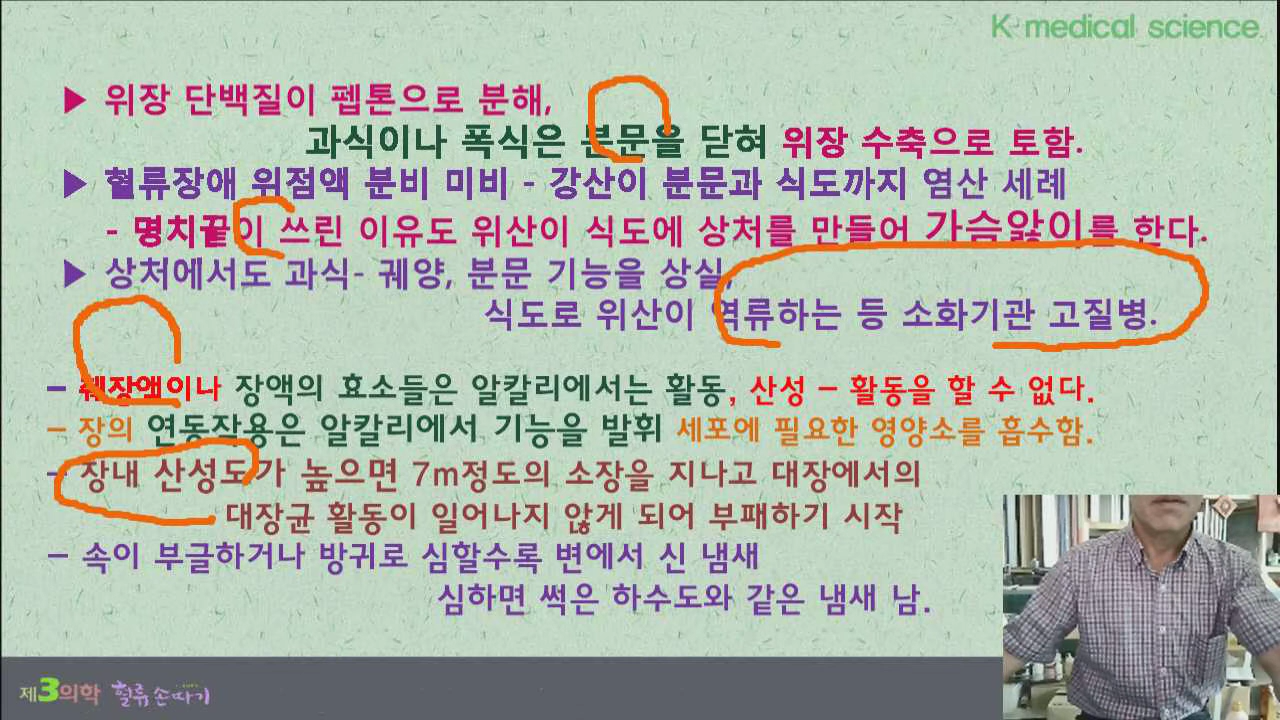 K medical science
▶ 위장 단백질이 펩톤으로 분해,
과식이나 폭식은 분문을 닫혀 위장 수축으로 토함.
▶ 혈류장애 위점액 분비 미비 - 강산이 분문과 식도까지 염산 세례
- 명치끝이 쓰린 이유도 위산이 식도에 상처를 만들어 가슴앓이를 한다.
▶ 상처에서도 과식- 궤양, 분문 기능을 상실,
식도로 위산이 역류하는 등 소화기관 고질병.
- 췌장액이나 장액의 효소들은 알칼리에서는 활동, 산성 - 활동을 할 수 없다.
- 장의 연동작용은 알칼리에서 기능을 발휘 세포에 필요한 영양소를 흡수함.
- 장내 산성도가 높으면 7m정도의 소장을 지나고 대장에서의
대장균 활동이 일어나지 않게 되어 부패하기 시작
- 속이 부글하거나 방귀로 심할수록 변에서 신 냄새
심하면 썩은 하수도와 같은 냄새 남.
제3의학 혈류 손따기